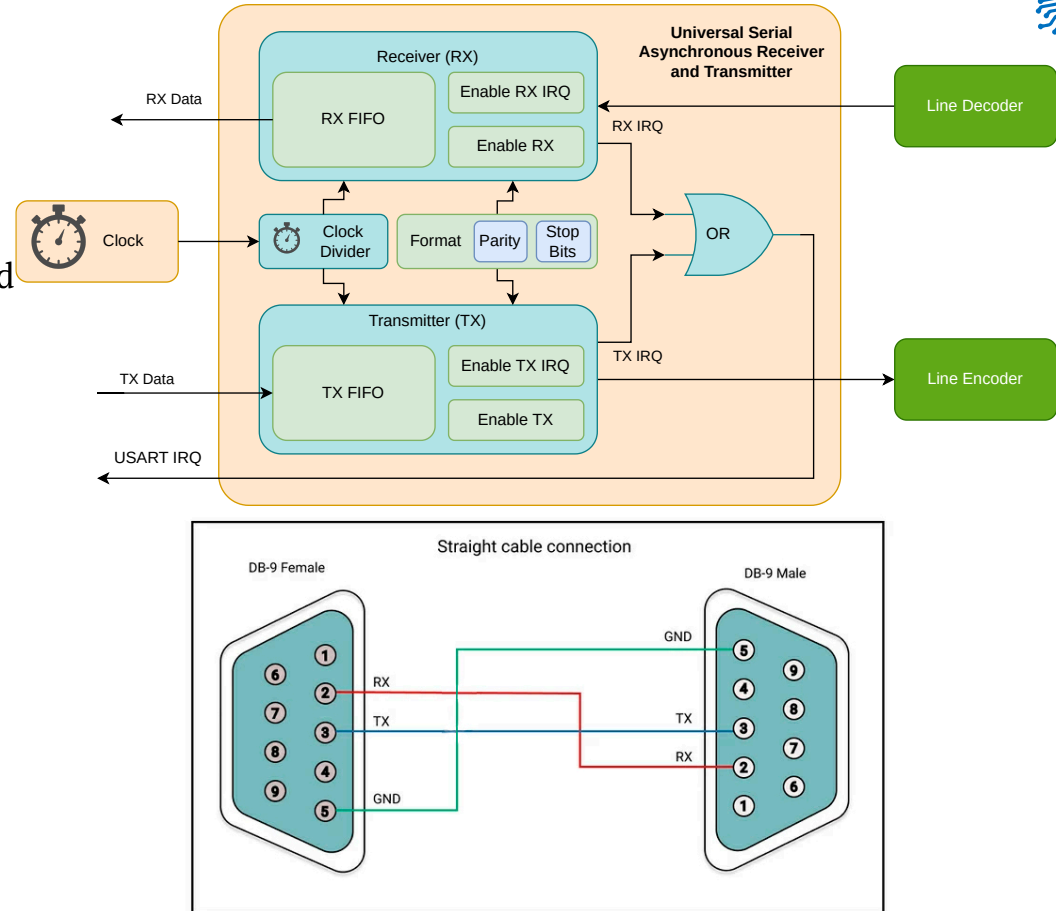 Universal Serial
Asynchronous Receiver
and Transmitter
Receiver (RX)
RX FIFO
Enable RX IRQ
Enable RX
RX Data
RX IRQ
Line Decoder
Clock
Clock
Divider
Format
Parity
Stop
Bits
OR
d
Transmitter (TX)
TX FIFO
Enable TX IRQ
Enable TX
TX Data
TX IRQ
Line Encoder
USART IRQ
Straight cable connection
DB-9 Female
DB-9 Male
1
2
3
4
5
6
7
8
9
RX
TX
GND
GND
TX
RX
5
4
3
2
1
9
8
7
6